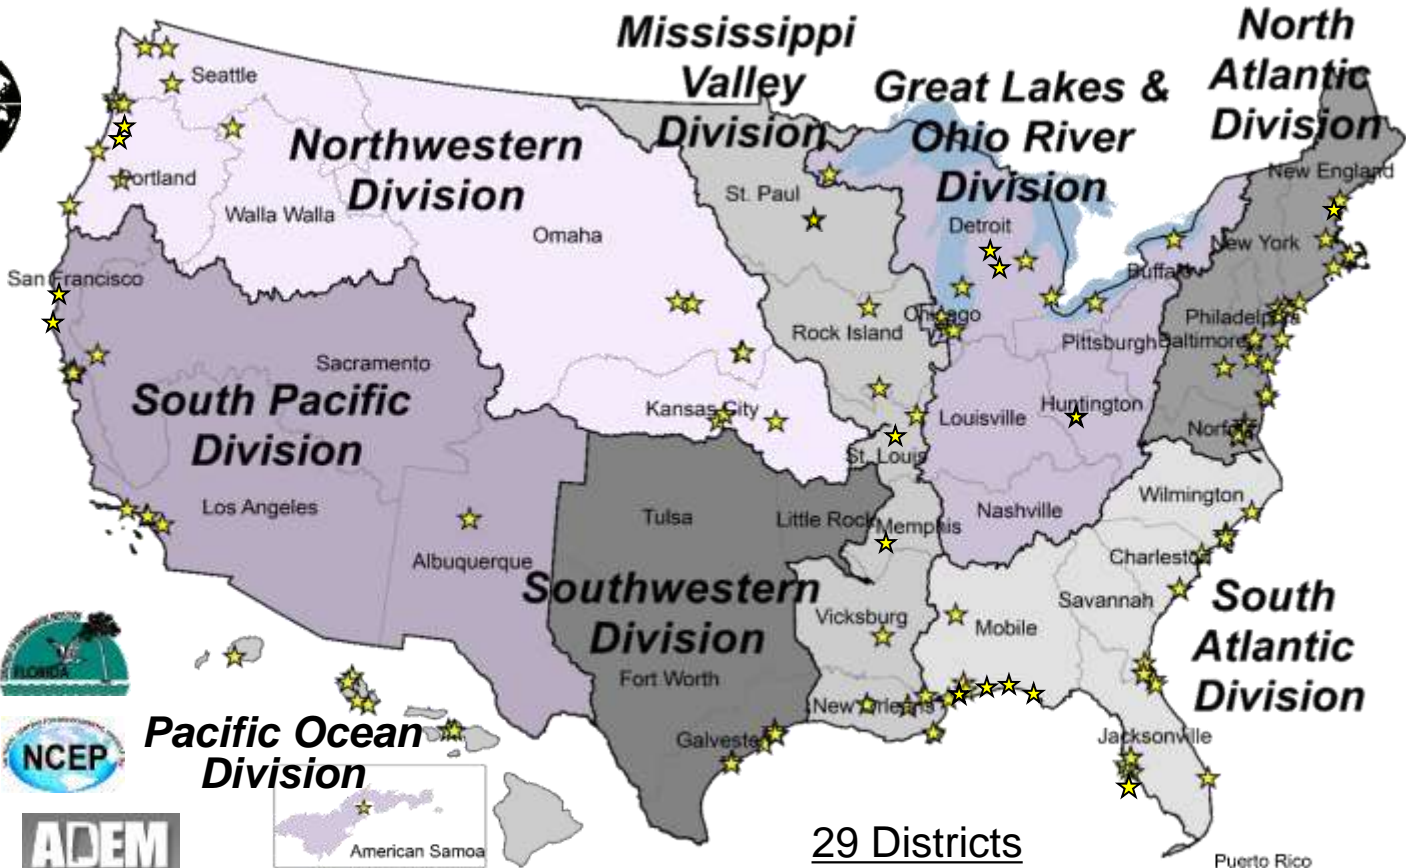 Mississippi
Valley
Division
North
Atlantic
Division
Great Lakes &
Ohio River
Division
Northwestern
Division
South Pacific
Division
Southwestern
Division
South
Atlantic
Division
Pacific Ocean
Division
Seattle
Portland
Walla Walla
Omaha
St. Paul
Detroit
New England
New York
Buffalo
San Francisco
Sacramento
Rock Island
Chicago
Philadelphia
Pittsburgh
Baltimore
Kansas City
Louisville
Huntington
Norfolk
St. Louis
Los Angeles
Albuquerque
Tulsa
Little Rock
Memphis
Nashville
Wilmington
Charleston
Savannah
Vicksburg
Mobile
Fort Worth
New Orleans
Galveston
Jacksonville
American Samoa
Puerto Rico
29 Districts
FLORIDA
NCEP
ADEM